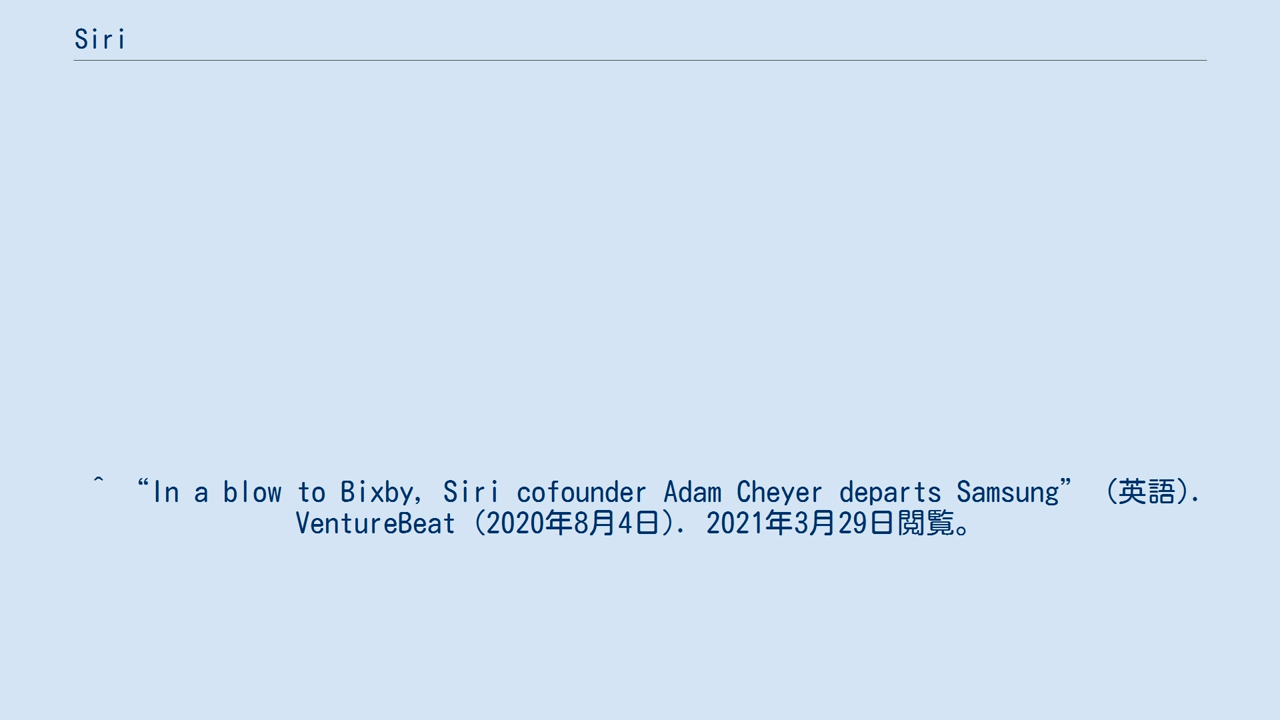 Siri
^ “In a blow to Bixby, Siri cofounder Adam Cheyer departs Samsung” (英語).
VentureBeat (2020年8月4日). 2021年3月29日閲覧。